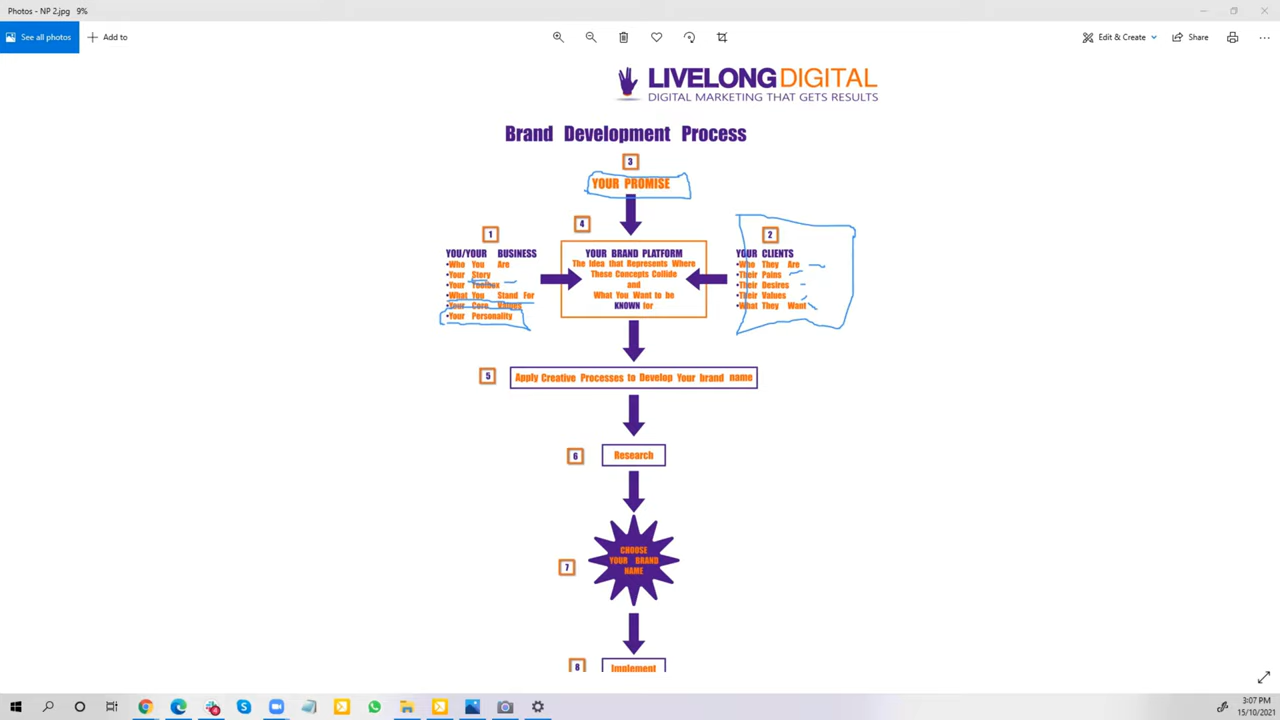 Photos - NP 2.jpg 9%
See all photos
Add to
Edit & Create
Share
LIVELONGDIGITAL
DIGITAL MARKETING THAT GETS RESULTS
Brand Development Process
3
YOUR PROMISE
4
1
YOU/YOUR BUSINESS
•Who You Are
•Your Story
•Your Toolbox
•What You Stand For
•Your Core Values
•Your Personality
YOUR BRAND PLATFORM
The Idea that Represents Where
These Concepts Collide
and
What You Want to be
KNOWN for
2
YOUR CLIENTS
•Who They Are
•Their Pains
•Their Desires
•Their Values
•What They Want
5
Apply Creative Processes to Develop Your brand name
6
Research
7
CHOOSE
YOUR BRAND
NAME
8
Implement
3:07 PM
15/10/2021